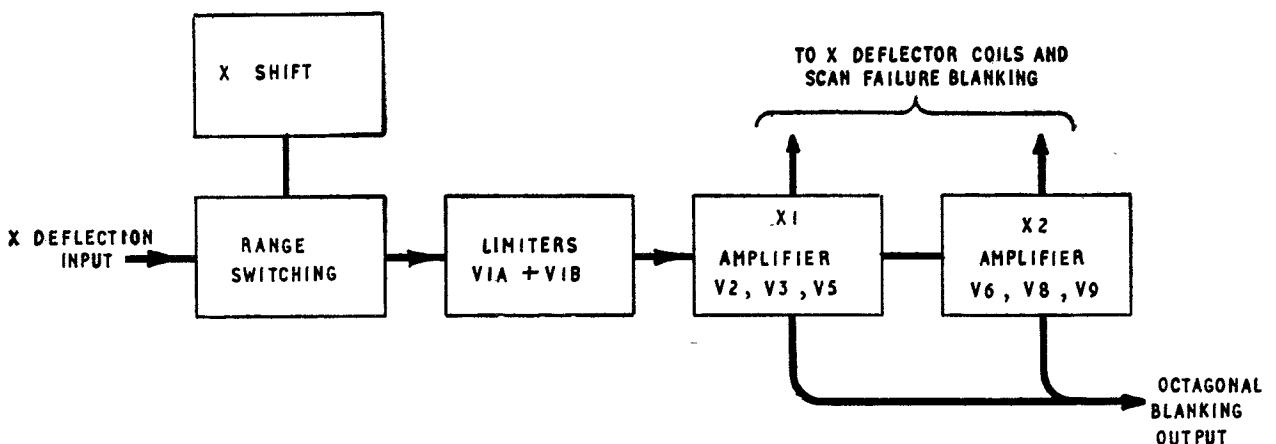 X SHIFT
TO X DEFLECTOR COILS AND
SCAN FAILURE BLANKING
X DEFLECTION
INPUT
RANGE
SWITCHING
LIMITERS
V1A + V1B
X1
AMPLIFIER
V2, V3, V5
X2
AMPLIFIER
V6, V8, V9
OCTAGONAL
BLANKING
OUTPUT